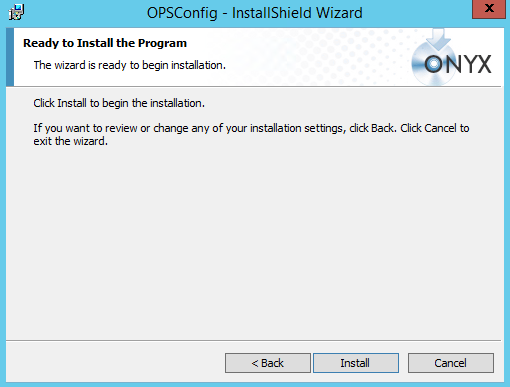 OPSConfig - InstallShield Wizard
X
Ready to Install the Program
The wizard is ready to begin installation.
ONYX
Click Install to begin the installation.
If you want to review or change any of your installation settings, click Back. Click Cancel to
exit the wizard.
< Back
Install
Cancel